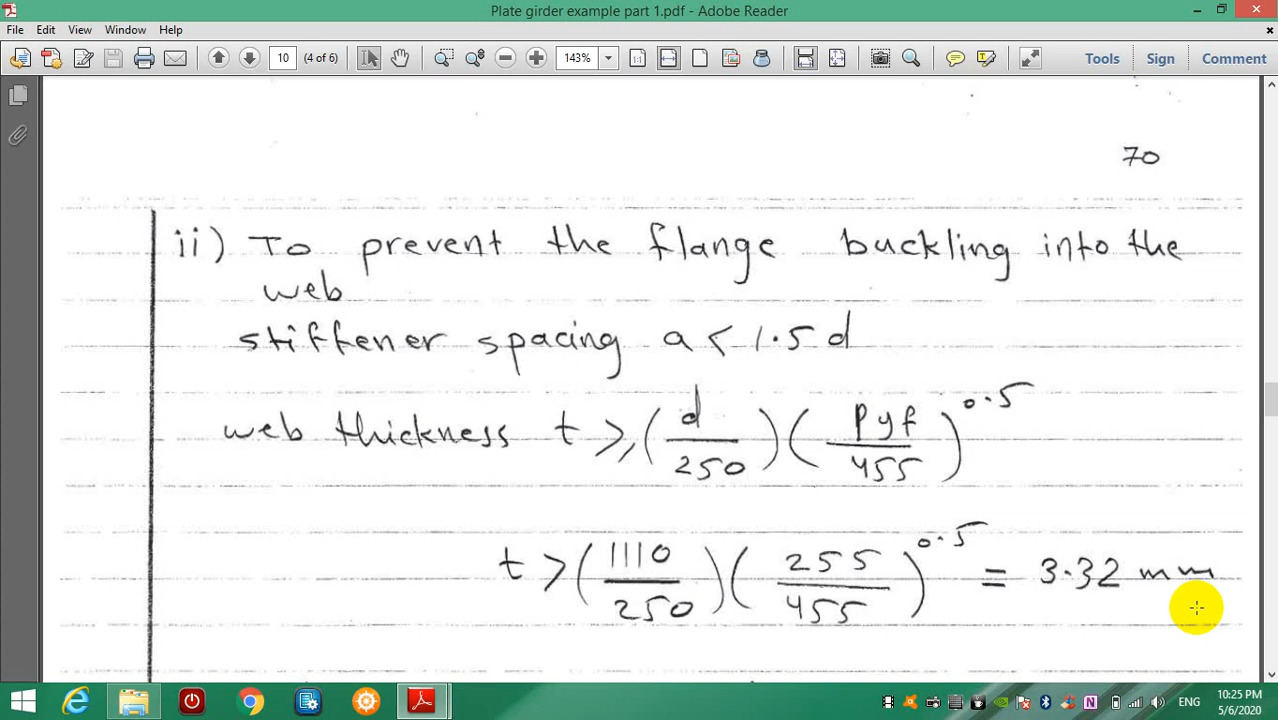 Plate girder example part 1.pdf - Adobe Reader
File Edit View Window Help
10 (4 of 6) 143% Tools Sign Comment
70
ii) To prevent the flange buckling into the
web
stiffener spacing a < 1.5 d
web thickness t ≥ (d/250) (Pyf/455)^0.5
t > (1110/250) (255/455)^0.5 = 3.32 mm
ENG
10:25 PM
5/6/2020